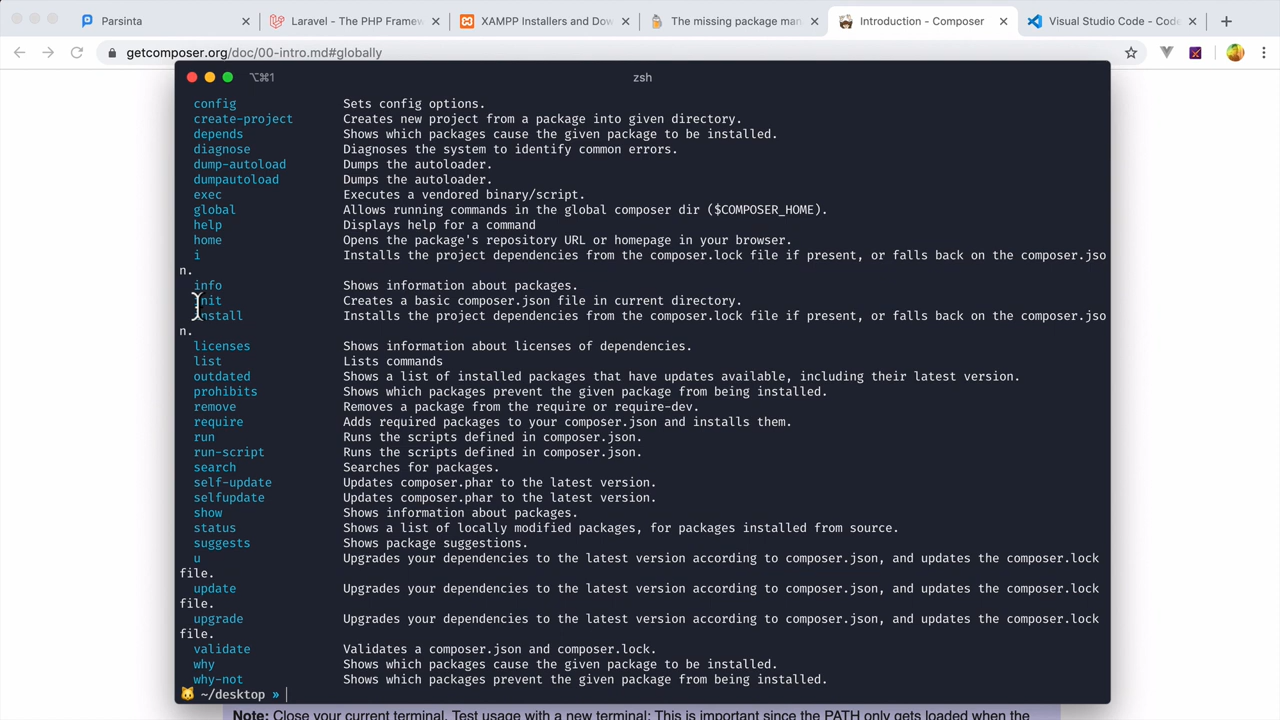 Parsinta
Laravel - The PHP Framew
XAMPP Installers and Dow
The missing package man
Introduction - Composer
Visual Studio Code - Code
getcomposer.org/doc/00-intro.md#globally
⌥⌘1 zsh
config Sets config options.
create-project Creates new project from a package into given directory.
depends Shows which packages cause the given package to be installed.
diagnose Diagnoses the system to identify common errors.
dump-autoload Dumps the autoloader.
dumpautoload Dumps the autoloader.
exec Executes a vendored binary/script.
global Allows running commands in the global composer dir ($COMPOSER_HOME).
help Displays help for a command
home Opens the package's repository URL or homepage in your browser.
i Installs the project dependencies from the composer.lock file if present, or falls back on the composer.jso
n.
info Shows information about packages.
init Creates a basic composer.json file in current directory.
install Installs the project dependencies from the composer.lock file if present, or falls back on the composer.jso
n.
licenses Shows information about licenses of dependencies.
list Lists commands
outdated Shows a list of installed packages that have updates available, including their latest version.
prohibits Shows which packages prevent the given package from being installed.
remove Removes a package from the require or require-dev.
require Adds required packages to your composer.json and installs them.
run Runs the scripts defined in composer.json.
run-script Runs the scripts defined in composer.json.
search Searches for packages.
self-update Updates composer.phar to the latest version.
selfupdate Updates composer.phar to the latest version.
show Shows information about packages.
status Shows a list of locally modified packages, for packages installed from source.
suggests Shows package suggestions.
u Upgrades your dependencies to the latest version according to composer.json, and updates the composer.lock
file.
update Upgrades your dependencies to the latest version according to composer.json, and updates the composer.lock
file.
upgrade Upgrades your dependencies to the latest version according to composer.json, and updates the composer.lock
file.
validate Validates a composer.json and composer.lock.
why Shows which packages cause the given package to be installed.
why-not Shows which packages prevent the given package from being installed.
~/desktop »
Note: Close your current terminal. Test usage with a new terminal: This is important since the PATH only gets loaded when the